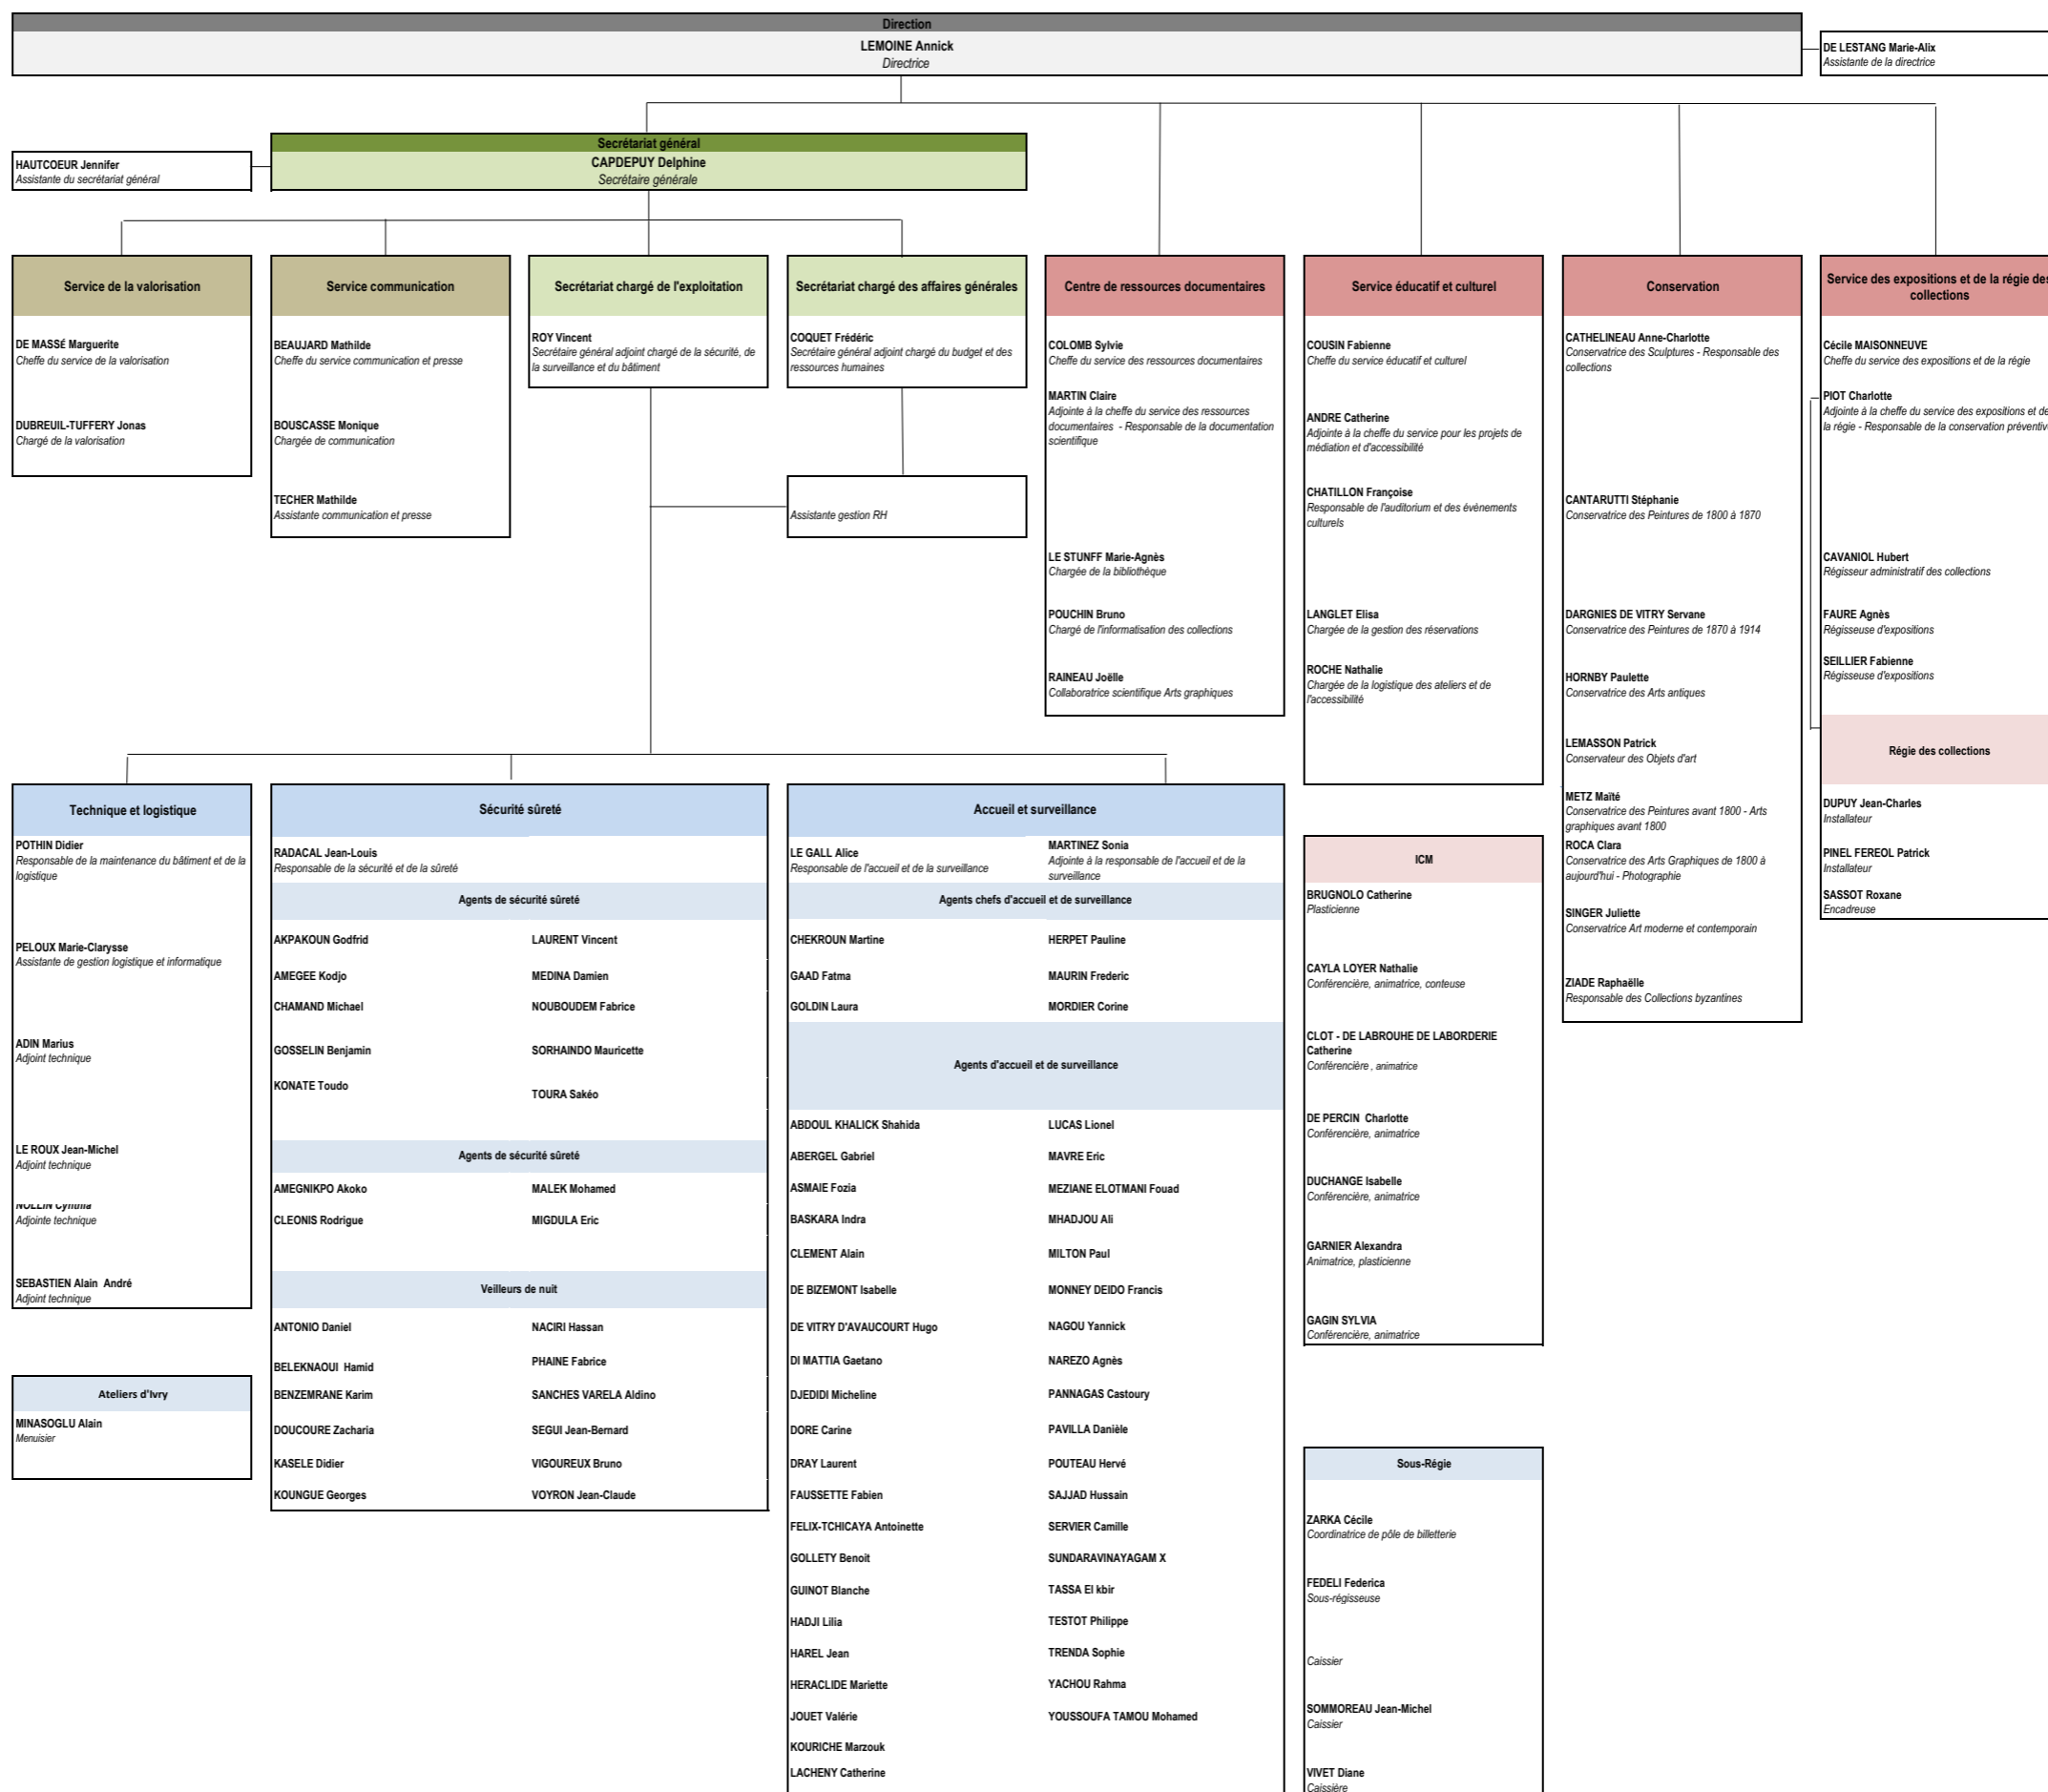 Direction
LEMOINE Annick
Directrice
DE LESTANG Marie-Alix
Assistante de la directrice
Secrétariat général
CAPDEPUY Delphine
Secrétaire générale
HAUTCOEUR Jennifer
Assistante du secrétariat général
Service de la valorisation
DE MASSÉ Marguerite
Cheffe du service de la valorisation
DUBREUIL-TUFFERY Jonas
Chargé de la valorisation
Service communication
BEAUJARD Mathilde
Cheffe du service communication et presse
BOUSCASSE Monique
Chargée de communication
TECHER Mathilde
Assistante communication et presse
Secrétariat chargé de l'exploitation
ROY Vincent
Secrétaire général adjoint chargé de la sécurité, de
la surveillance et du bâtiment
Secrétariat chargé des affaires générales
COQUET Frédéric
Secrétaire général adjoint chargé du budget et des
ressources humaines
Assistante gestion RH
Centre de ressources documentaires
COLOMB Sylvie
Cheffe du service des ressources documentaires
MARTIN Claire
Adjointe à la cheffe du service des ressources
documentaires - Responsable de la documentation
scientifique
LE STUNFF Marie-Agnès
Chargée de la bibliothèque
POUCHIN Bruno
Chargé de l'informatisation des collections
RAINEAU Joëlle
Collaboratrice scientifique Arts graphiques
Service éducatif et culturel
COUSIN Fabienne
Cheffe du service éducatif et culturel
ANDRE Catherine
Adjointe à la cheffe du service pour les projets de
médiation et d'accessibilité
CHATILLON Françoise
Responsable de l'auditorium et des événements
culturels
LANGLET Elisa
Chargée de la gestion des réservations
ROCHE Nathalie
Chargée de la logistique des ateliers et de
l'accessibilité
Conservation
CATHELINEAU Anne-Charlotte
Conservatrice des Sculptures - Responsable des
collections
CANTARUTTI Stéphanie
Conservatrice des Peintures de 1800 à 1870
DARGNIES DE VITRY Servane
Conservatrice des Peintures de 1870 à 1914
HORNBY Paulette
Conservatrice des Arts antiques
LEMASSON Patrick
Conservateur des Objets d'art
METZ Maïté
Conservatrice des Peintures avant 1800 - Arts
graphiques avant 1800
ROCA Clara
Conservatrice des Arts Graphiques de 1800 à
aujourd'hui - Photographie
SINGER Juliette
Conservatrice Art moderne et contemporain
ZIADE Raphaëlle
Responsable des Collections byzantines
Service des expositions et de la régie des
collections
Cécile MAISONNEUVE
Cheffe du service des expositions et de la régie
PIOT Charlotte
Adjointe à la cheffe du service des expositions et de
la régie - Responsable de la conservation préventive
CAVANIOL Hubert
Régisseur administratif des collections
FAURE Agnès
Régisseuse d'expositions
SEILLIER Fabienne
Régisseuse d'expositions
Régie des collections
DUPUY Jean-Charles
Installateur
PINEL FEREOL Patrick
Installateur
SASSOT Roxane
Encadreuse
Technique et logistique
POTHIN Didier
Responsable de la maintenance du bâtiment et de la
logistique
PELOUX Marie-Clarysse
Assistante de gestion logistique et informatique
ADIN Marius
Adjoint technique
LE ROUX Jean-Michel
Adjoint technique
NOLLIN Cynthia
Adjointe technique
SEBASTIEN Alain André
Adjoint technique
Ateliers d'Ivry
MINASOGLU Alain
Menuisier
Sécurité sûreté
RADACAL Jean-Louis
Responsable de la sécurité et de la sûreté
Agents de sécurité sûreté
AKPAKOUN Godfrid LAURENT Vincent
AMEGEE Kodjo MEDINA Damien
CHAMAND Michael NOUBOUDEM Fabrice
GOSSELIN Benjamin SORHAINDO Mauricette
KONATE Toudo
TOURA Sakéo
Agents de sécurité sûreté
AMEGNIKPO Akoko MALEK Mohamed
CLEONIS Rodrigue MIGDULA Eric
Veilleurs de nuit
ANTONIO Daniel NACIRI Hassan
BELEKNAOUI Hamid PHAINE Fabrice
BENZEMRANE Karim SANCHES VARELA Aldino
DOUCOURE Zacharia SEGUI Jean-Bernard
KASELE Didier VIGOUREUX Bruno
KOUNGUE Georges VOYRON Jean-Claude
Accueil et surveillance
LE GALL Alice
Responsable de l'accueil et de la surveillance
MARTINEZ Sonia
Adjointe à la responsable de l'accueil et de la
surveillance
Agents chefs d'accueil et de surveillance
CHEKROUN Martine HERPET Pauline
GAAD Fatma MAURIN Frederic
GOLDIN Laura MORDIER Corine
Agents d'accueil et de surveillance
ABDOUL KHALICK Shahida LUCAS Lionel
ABERGEL Gabriel MAVRE Eric
ASMAIE Fozia MEZIANE ELOTMANI Fouad
BASKARA Indra MHADJOU Ali
CLEMENT Alain MILTON Paul
DE BIZEMONT Isabelle MONNEY DEIDO Francis
DE VITRY D'AVAUCOURT Hugo NAGOU Yannick
DI MATTIA Gaetano NAREZO Agnès
DJEDIDI Micheline PANNAGAS Castoury
DORE Carine PAVILLA Danièle
DRAY Laurent POUTEAU Hervé
FAUSSETTE Fabien SAJJAD Hussain
FELIX-TCHICAYA Antoinette SERVIER Camille
GOLLETY Benoit SUNDARAVINAYAGAM X
GUINOT Blanche TASSA El kbir
HADJI Lilia TESTOT Philippe
HAREL Jean TRENDA Sophie
HERACLIDE Mariette YACHOU Rahma
JOUET Valérie YOUSSOUFA TAMOU Mohamed
KOURICHE Marzouk
LACHENY Catherine
ICM
BRUGNOLO Catherine
Plasticienne
CAYLA LOYER Nathalie
Conférencière, animatrice, conteuse
CLOT - DE LABROUHE DE LABORDERIE
Catherine
Conférencière , animatrice
DE PERCIN Charlotte
Conférencière, animatrice
DUCHANGE Isabelle
Conférencière, animatrice
GARNIER Alexandra
Animatrice, plasticienne
GAGIN SYLVIA
Conférencière, animatrice
Sous-Régie
ZARKA Cécile
Coordinatrice de pôle de billetterie
FEDELI Federica
Sous-régisseuse
Caissier
SOMMOREAU Jean-Michel
Caissier
VIVET Diane
Caissière